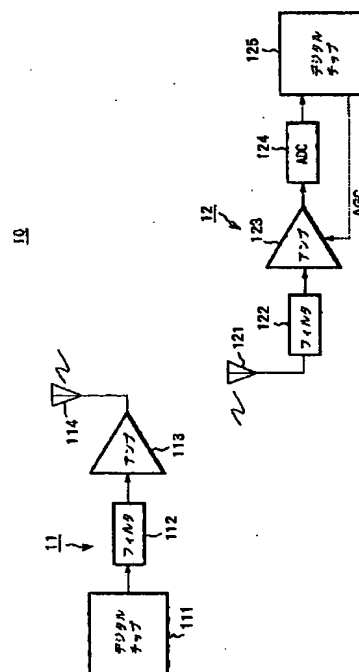 10
11
デジタル
チップ
111
フィルタ
112
アンプ
113
114
12
121
フィルタ
122
アンプ
123
ADC
124
デジタル
チップ
125
AGC